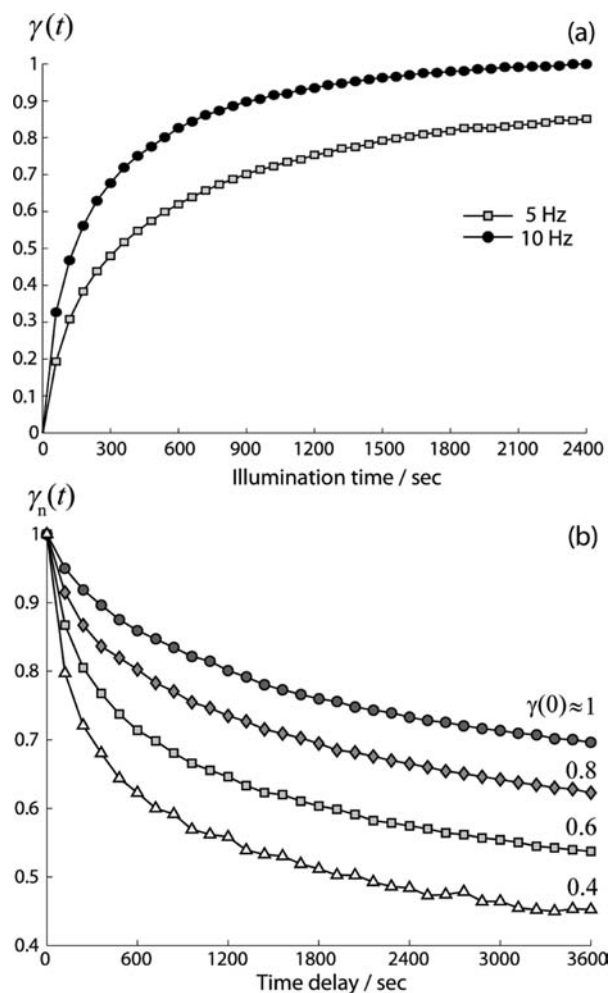 γ(t)
(a)
1
0.9
0.8
0.7
0.6
0.5
0.4
0.3
0.2
0.1
0
5 Hz
10 Hz
0 300 600 900 1200 1500 1800 2100 2400
Illumination time / sec
γn(t)
(b)
1
0.9
0.8
0.7
0.6
0.5
0.4
γ(0)≈1
0.8
0.6
0.4
0 600 1200 1800 2400 3000 3600
Time delay / sec